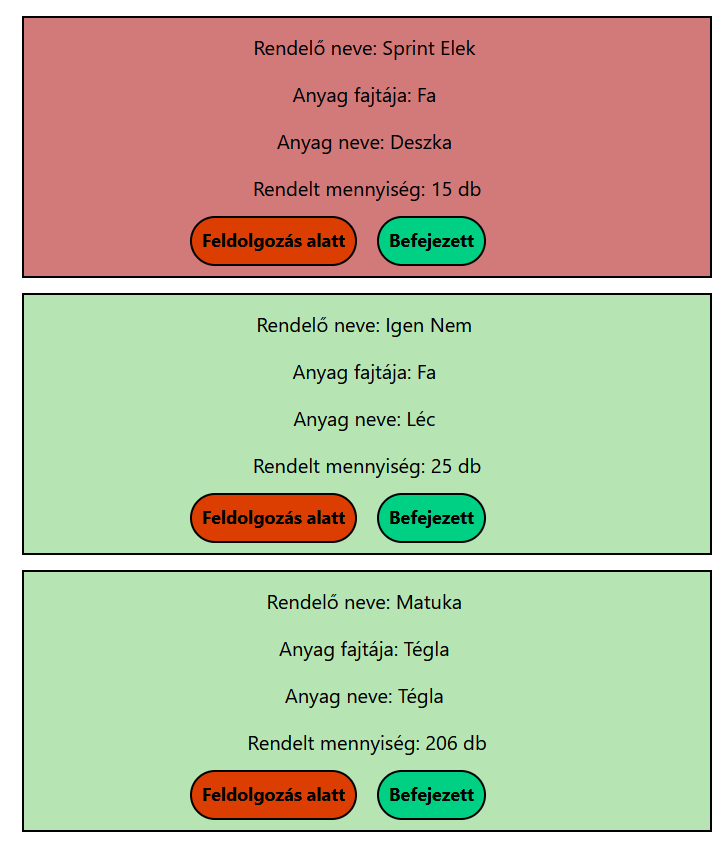 Rendelő neve: Sprint Elek
Anyag fajtája: Fa
Anyag neve: Deszka
Rendelt mennyiség: 15 db
Feldolgozás alatt Befejezett
Rendelő neve: Igen Nem
Anyag fajtája: Fa
Anyag neve: Léc
Rendelt mennyiség: 25 db
Feldolgozás alatt Befejezett
Rendelő neve: Matuka
Anyag fajtája: Tégla
Anyag neve: Tégla
Rendelt mennyiség: 206 db
Feldolgozás alatt Befejezett